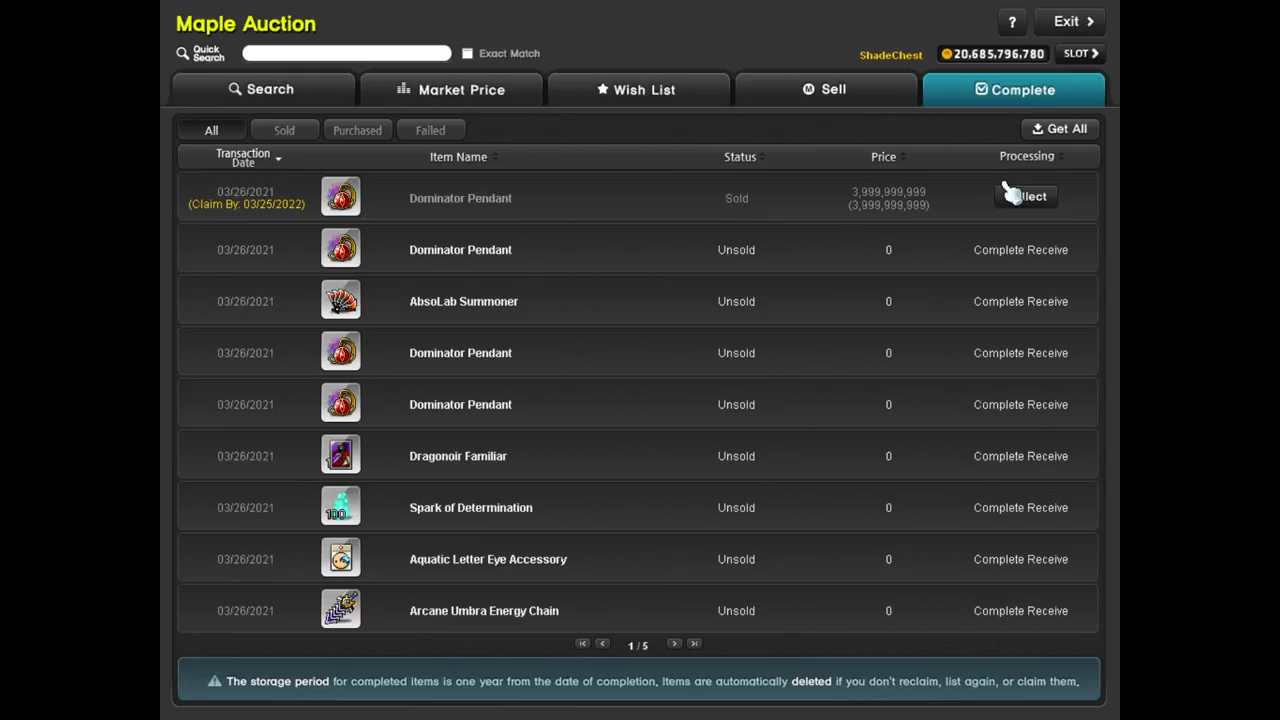 Maple Auction
? Exit
Quick Search Exact Match ShadeChest 20,685,796,780 SLOT
Search Market Price Wish List Sell Complete
All Sold Purchased Failed Get All
Transaction Date Item Name Status Price Processing
03/26/2021 (Claim By: 03/25/2022) Dominator Pendant Sold 3,999,999,999 (3,999,999,999)
03/26/2021 Dominator Pendant Unsold 0 Complete Receive
03/26/2021 AbsoLab Summoner Unsold 0 Complete Receive
03/26/2021 Dominator Pendant Unsold 0 Complete Receive
03/26/2021 Dominator Pendant Unsold 0 Complete Receive
03/26/2021 Dragonoir Familiar Unsold 0 Complete Receive
03/26/2021 100 Spark of Determination Unsold 0 Complete Receive
03/26/2021 Aquatic Letter Eye Accessory Unsold 0 Complete Receive
03/26/2021 Arcane Umbra Energy Chain Unsold 0 Complete Receive
1 / 5
The storage period for completed items is one year from the date of completion. Items are automatically deleted if you don't reclaim, list again, or claim them.